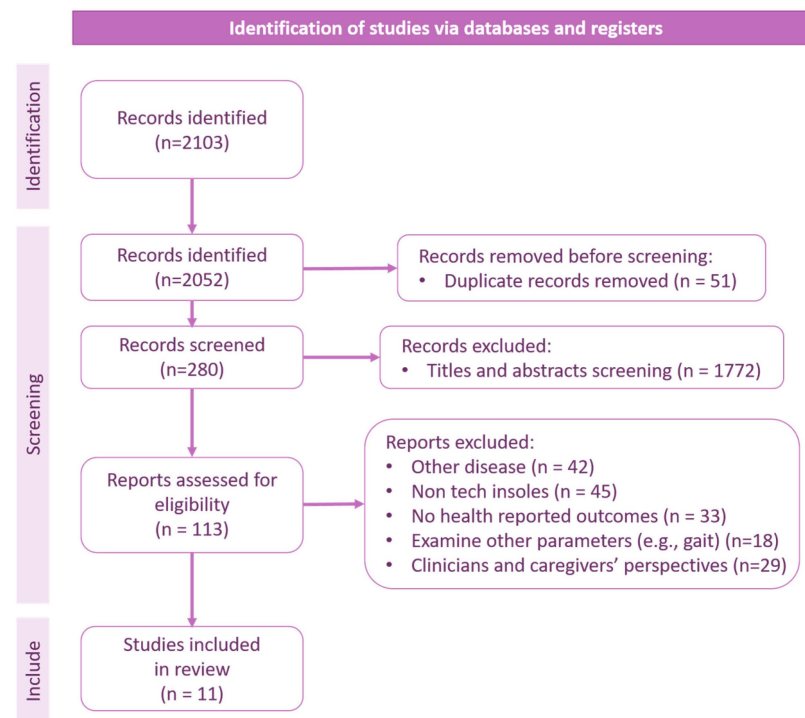 Identification of studies via databases and registers
Identification
Records identified
(n=2103)
Screening
Records identified
(n=2052)
Records removed before screening:
• Duplicate records removed (n = 51)
Records screened
(n=280)
Records excluded:
• Titles and abstracts screening (n = 1772)
Reports assessed for
eligibility
(n = 113)
Reports excluded:
• Other disease (n = 42)
• Non tech insoles (n = 45)
• No health reported outcomes (n = 33)
• Examine other parameters (e.g., gait) (n=18)
• Clinicians and caregivers’ perspectives (n=29)
Include
Studies included
in review
(n = 11)